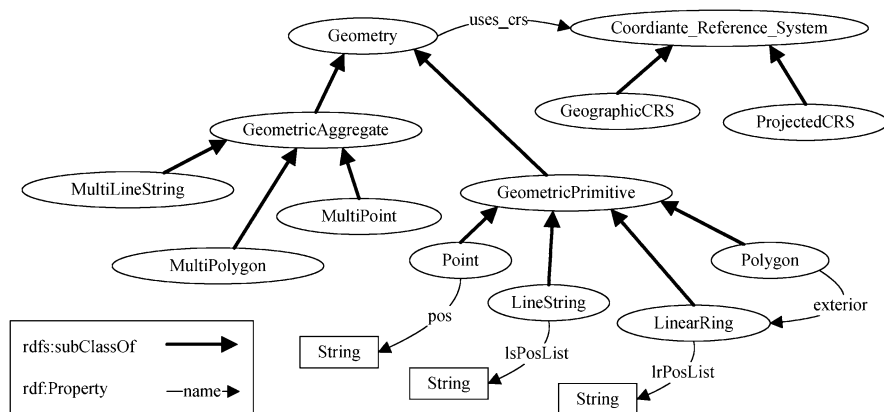 Geometry
uses_crs
Coordiante_Reference_System
GeographicCRS
ProjectedCRS
GeometricAggregate
MultiLineString
MultiPoint
MultiPolygon
GeometricPrimitive
Point
LineString
LinearRing
Polygon
exterior
pos
lsPosList
lrPosList
String
String
String
rdfs:subClassOf
rdf:Property
name